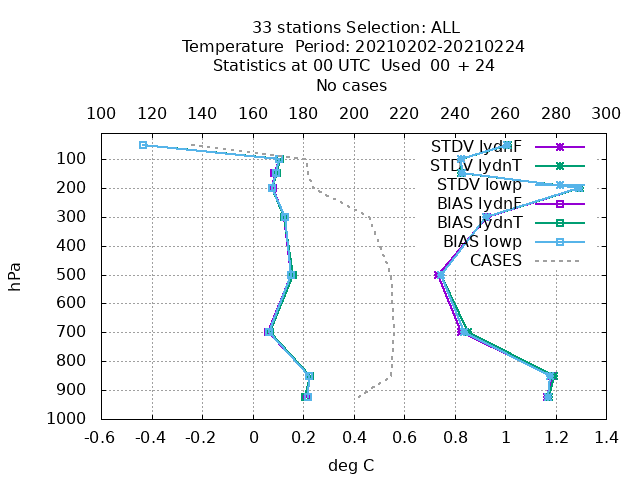 33 stations Selection: ALL
Temperature Period: 20210202-20210224
Statistics at 00 UTC Used 00 + 24
No cases
100 120 140 160 180 200 220 240 260 280 300
STDV lydnF
STDV lydnT
STDV lowp
BIAS lydnF
BIAS lydnT
BIAS lowp
CASES
100
200
300
400
500
600
700
800
900
1000
hPa
-0.6 -0.4 -0.2 0 0.2 0.4 0.6 0.8 1 1.2 1.4
deg C